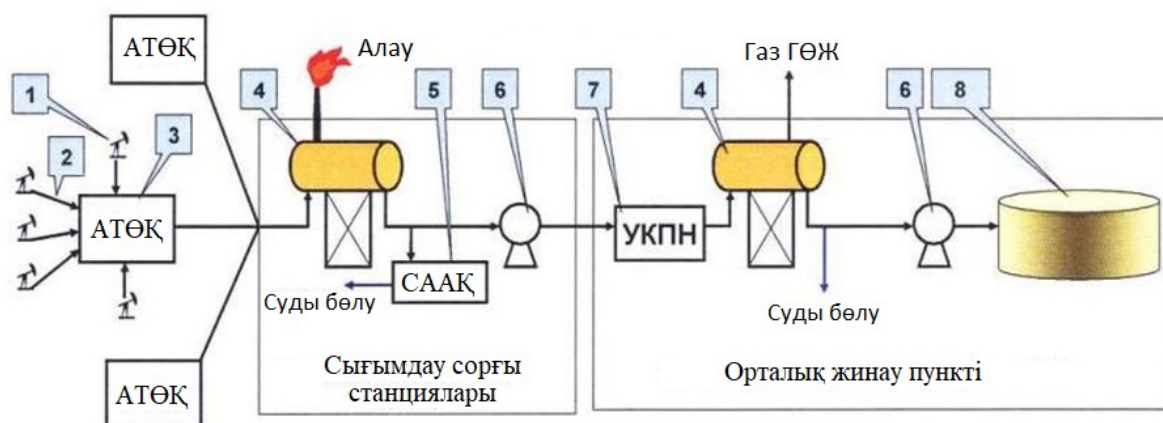 АТӨҚ
Алау
Газ ГӨЖ
1
4
5
6
7
4
6
8
2
3
АТӨҚ
УКПН
СААҚ
Суды бөлу
Суды бөлу
АТӨҚ
Сығымдау сорғы
станциялары
Орталық жинау пункті